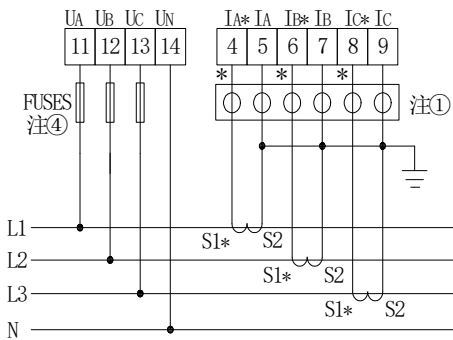 UA UB UC UN IA* IA IB* IB IC* IC
11 12 13 14 4 5 6 7 8 9
* * *
FUSES
注④
注①
L1
S1* S2
L2
S1* S2
L3
S1* S2
N